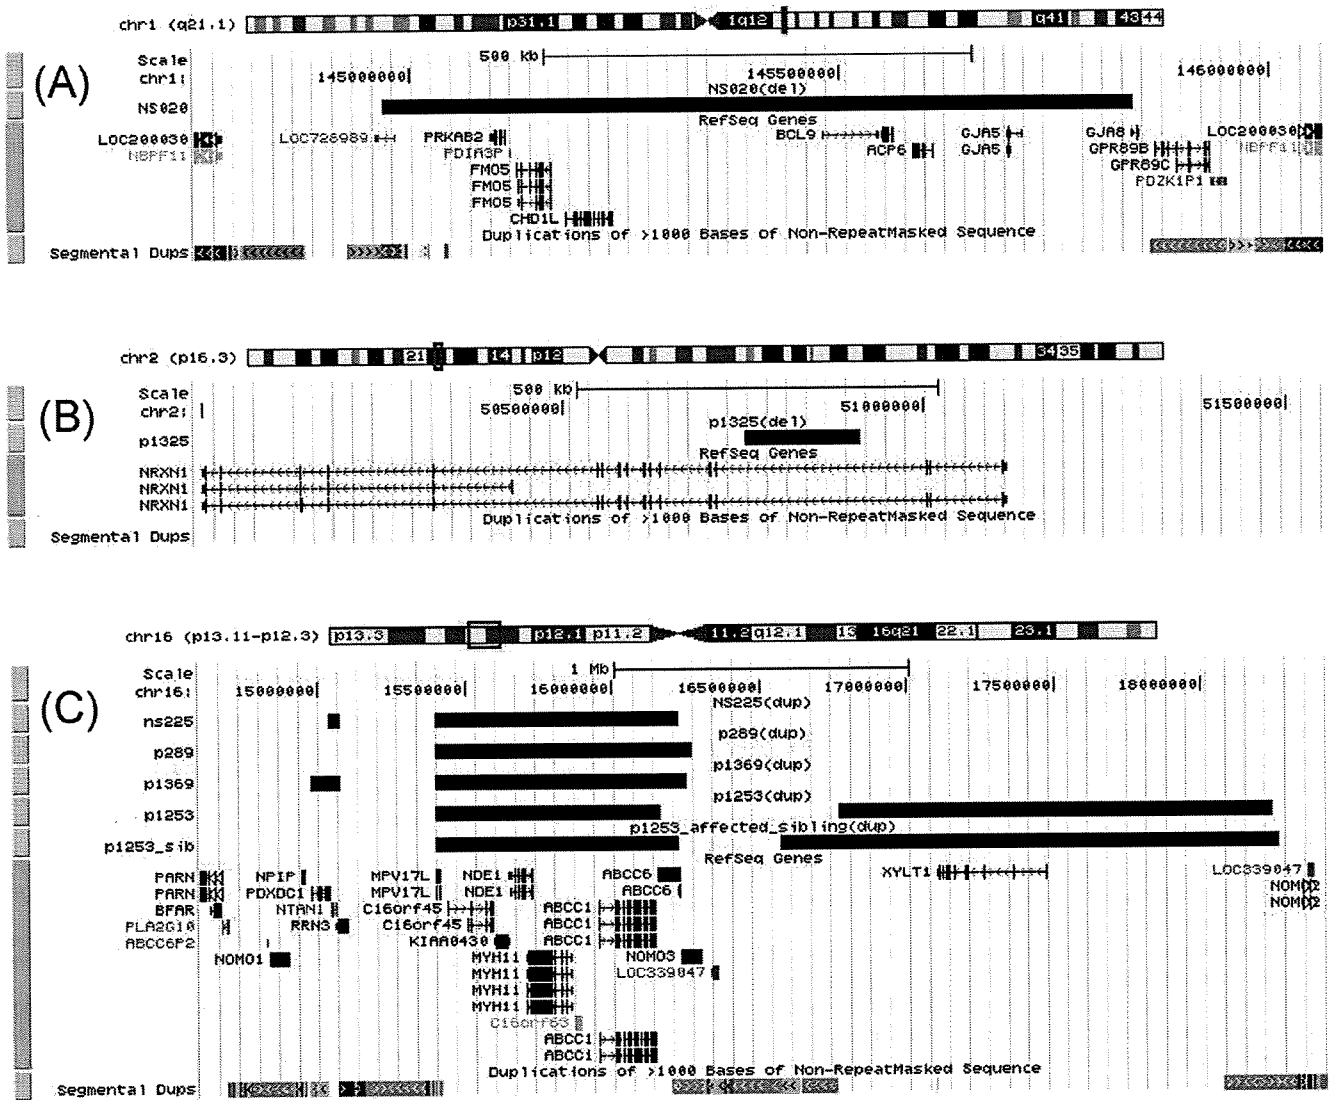 chr1 (q21.1) p31.1 1q12 q41 43 44
(A)
Scale 500 kb
chr1: 145000000 145500000 146000000
NS020(del)
NS020
RefSeq Genes
LOC200030 LOC728989 PRKAB2 BCL9 GJA5 GJA8 LOC200030
NBPF11 PDIA3P ACP6 GJA5 GPR89B NBPF11
FMO5 GPR89C
FMO5 PDZK1P1
FMO5
CHD1L
Duplications of >1000 Bases of Non-RepeatMasked Sequence
Segmental Dups
chr2 (p16.3) 21 14 p12 34 35
(B)
Scale 500 kb
chr2: 50500000 51000000 51500000
p1325(del)
p1325
RefSeq Genes
NRXN1
NRXN1
NRXN1
Duplications of >1000 Bases of Non-RepeatMasked Sequence
Segmental Dups
chr16 (p13.11-p12.3) p13.3 p12.1 p11.2 11.2 q12.1 13 16q21 22.1 23.1
(C)
Scale 1 Mb
chr16: 15000000 15500000 16000000 16500000 17000000 17500000 18000000
NS225(dup)
ns225
p289(dup)
p289
p1369(dup)
p1369
p1253(dup)
p1253
p1253_affected_sibling(dup)
p1253_sib
RefSeq Genes
PARN NPIP MPV17L NDE1 ABCC6 XYLT1 LOC339047
PARN PDXDC1 MPV17L NDE1 ABCC6 NOMO2
BFAR NTAN1 C16orf45 ABCC1 NOMO2
PLA2G10 RRN3 C16orf45 ABCC1
ABCC6P2 KIAA0430 ABCC1
NOMO1 MYH11 NOMO3
MYH11 LOC339047
MYH11
MYH11
C16orf63
ABCC1
ABCC1
Duplications of >1000 Bases of Non-RepeatMasked Sequence
Segmental Dups